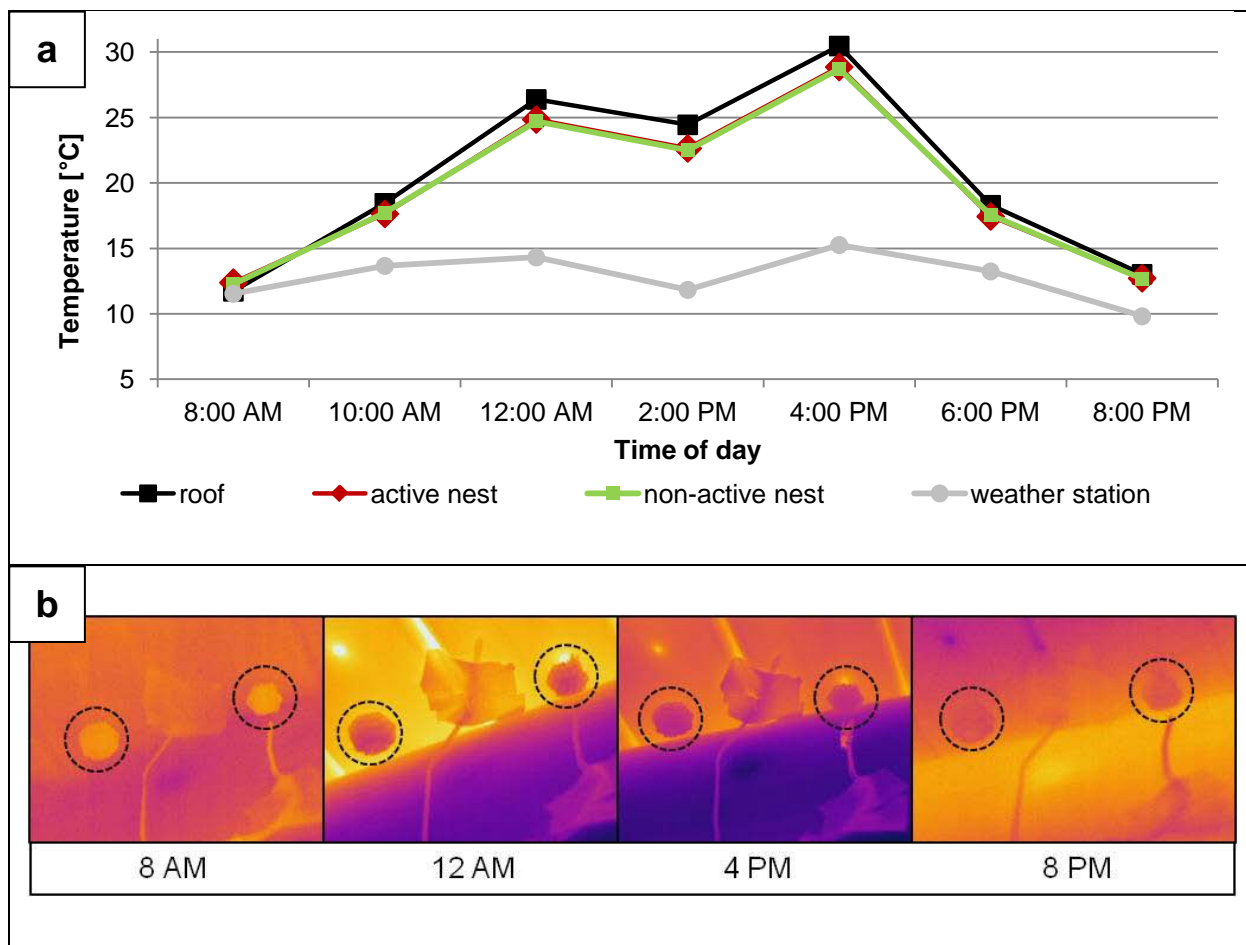 a
30
25
20
15
10
5
Temperature [°C]
8:00 AM 10:00 AM 12:00 AM 2:00 PM 4:00 PM 6:00 PM 8:00 PM
Time of day
roof active nest non-active nest weather station
b
8 AM 12 AM 4 PM 8 PM